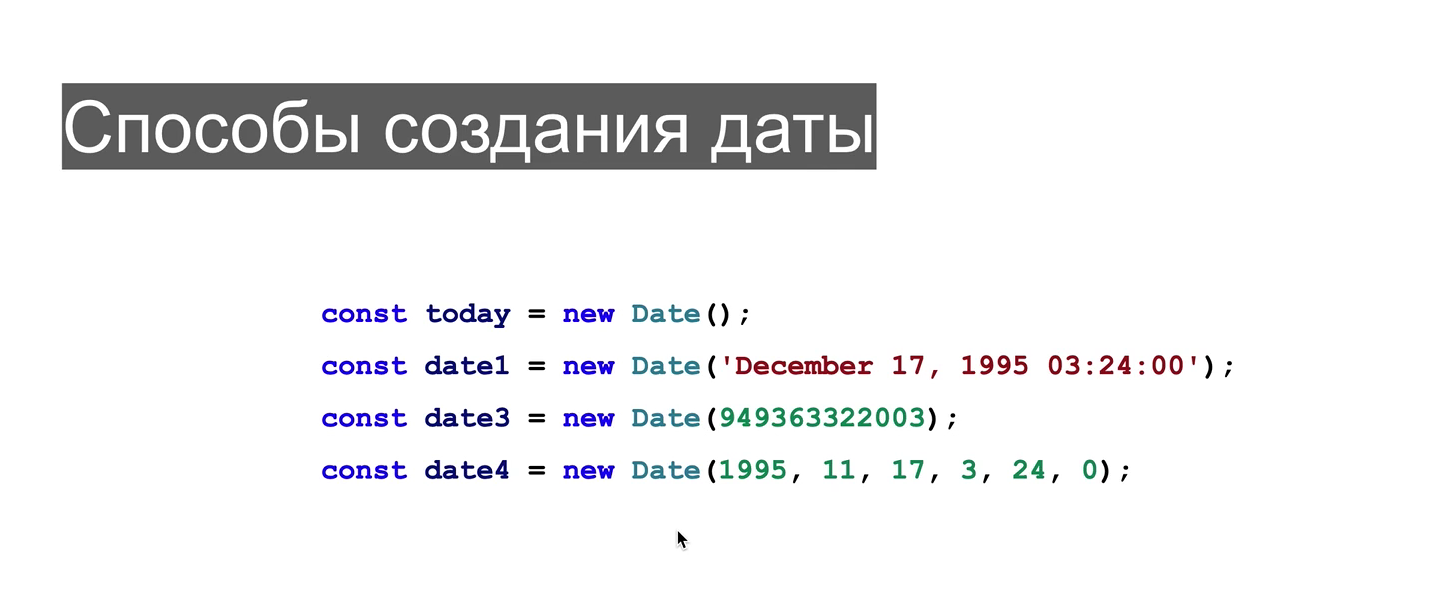 Способы создания даты
const today = new Date();
const date1 = new Date('December 17, 1995 03:24:00');
const date3 = new Date(949363322003);
const date4 = new Date(1995, 11, 17, 3, 24, 0);